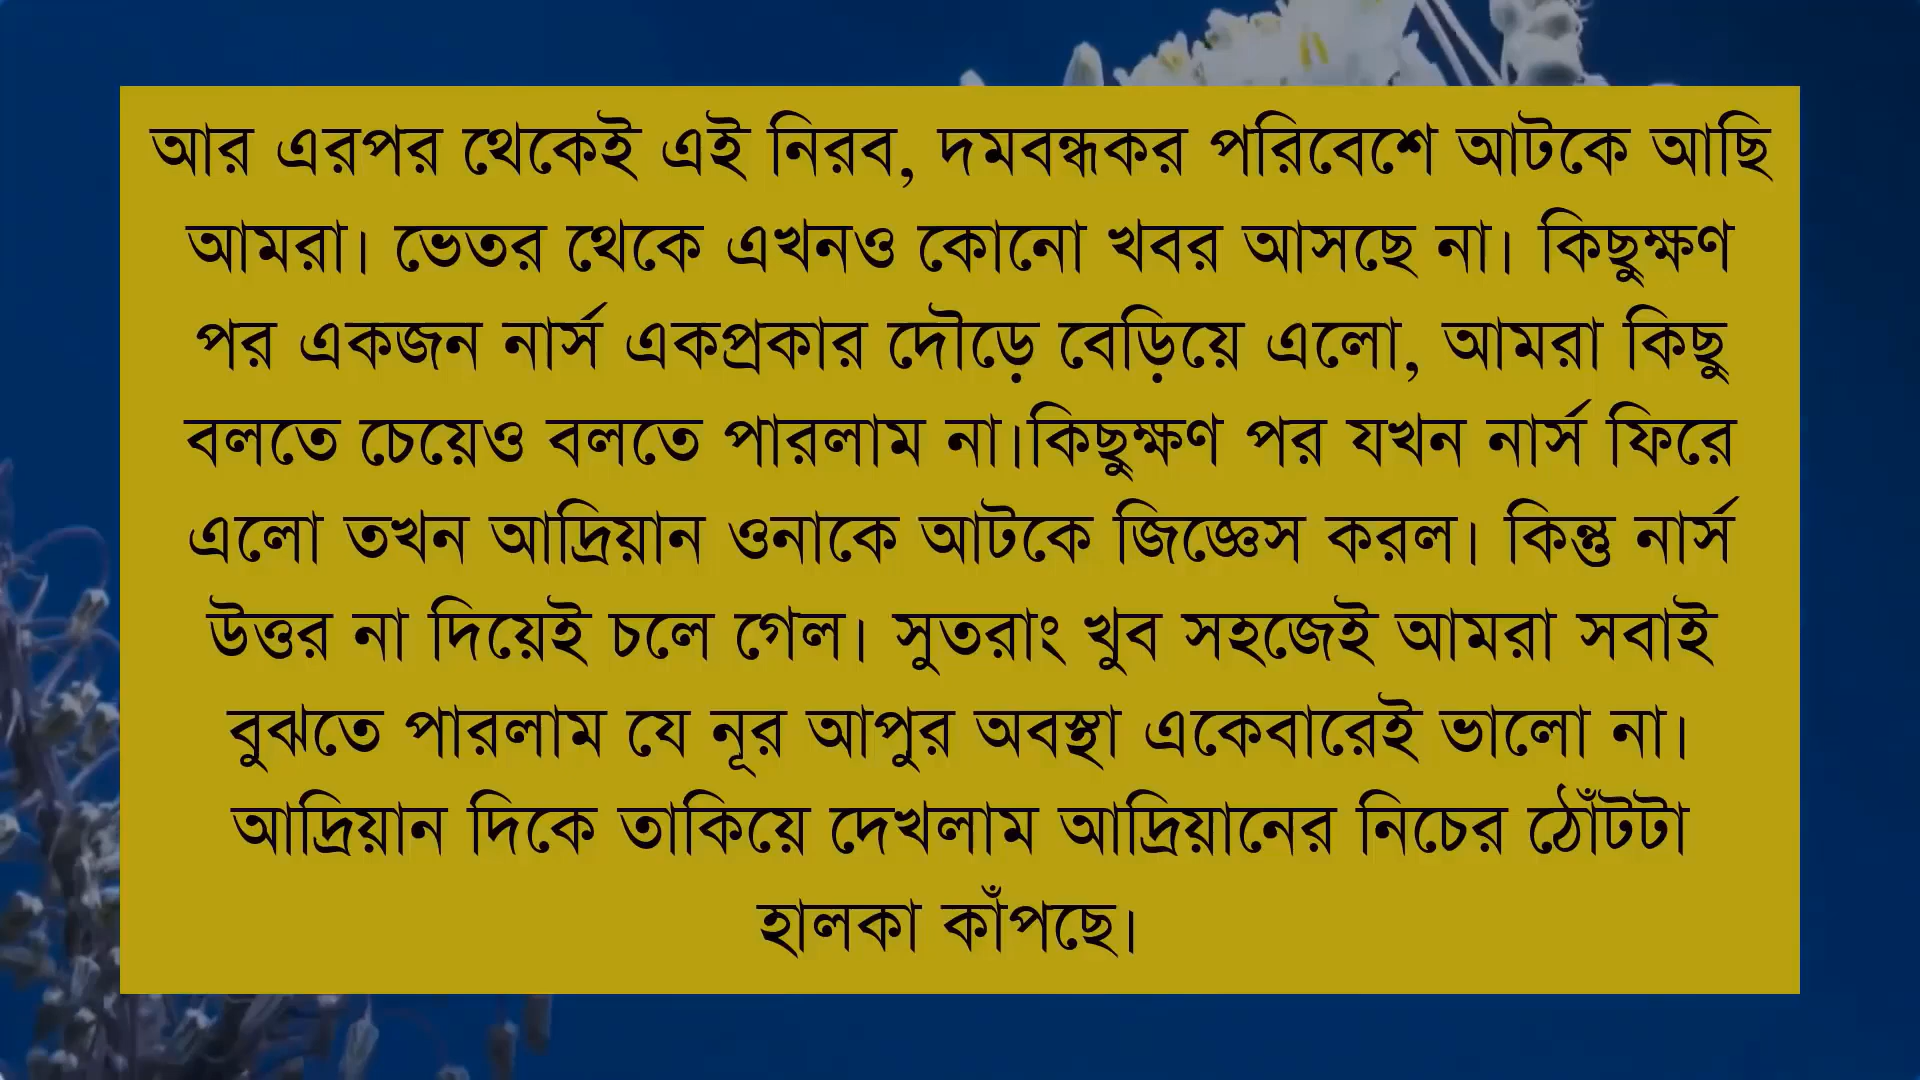 আর এরপর থেকেই এই নিরব, দমবন্ধকর পরিবেশে আটকে আছি
আমরা। ভেতর থেকে এখনও কোনো খবর আসছে না। কিছুক্ষণ
পর একজন নার্স একপ্রকার দৌড়ে বেড়িয়ে এলো, আমরা কিছু
বলতে চেয়েও বলতে পারলাম না।কিছুক্ষণ পর যখন নার্স ফিরে
এলো তখন আদ্রিয়ান ওনাকে আটকে জিজ্ঞেস করল। কিন্তু নার্স
উত্তর না দিয়েই চলে গেল। সুতরাং খুব সহজেই আমরা সবাই
বুঝতে পারলাম যে নূর আপুর অবস্থা একেবারেই ভালো না।
আদ্রিয়ান দিকে তাকিয়ে দেখলাম আদ্রিয়ানের নিচের ঠোঁটটা
হালকা কাঁপছে।